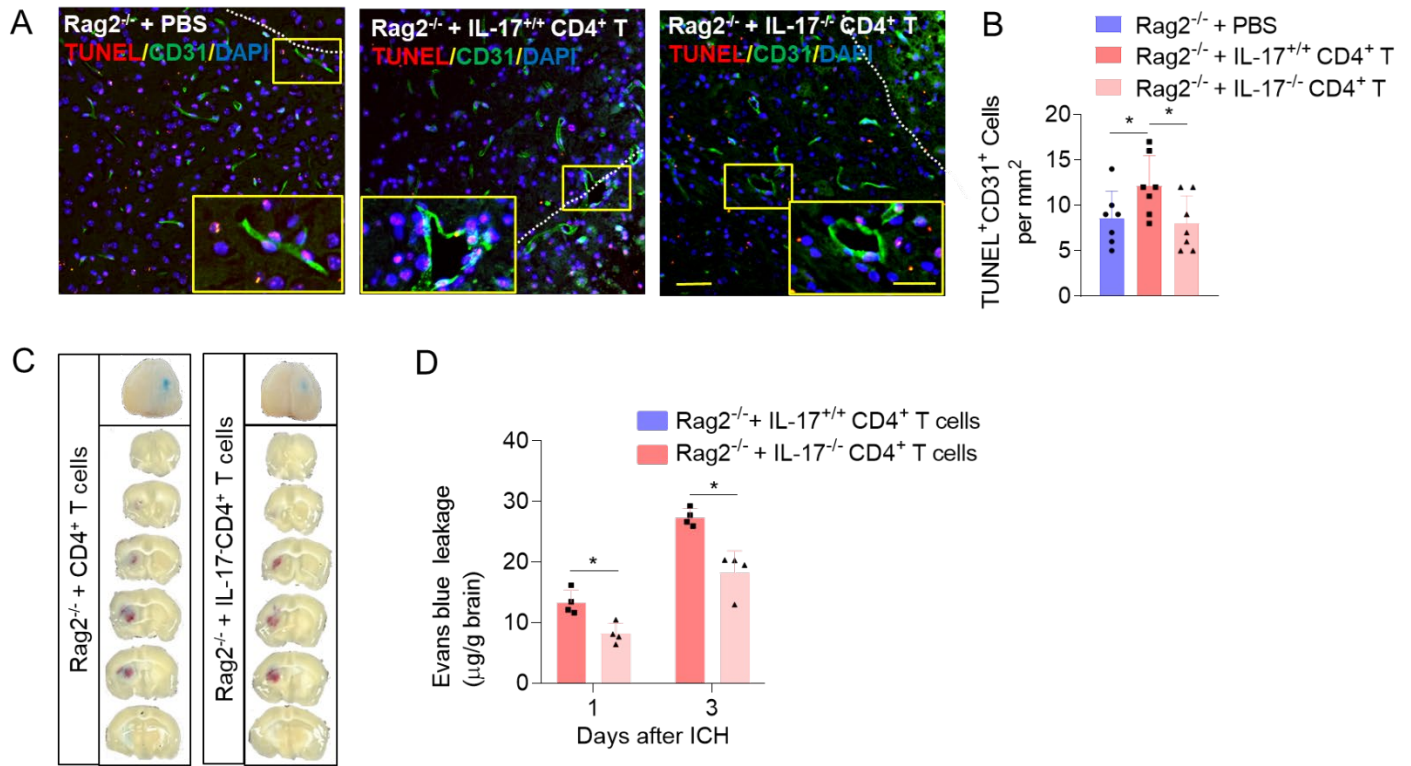 A
Rag2-/- + PBS
TUNEL/CD31/DAPI
Rag2-/- + IL-17+/+ CD4+ T
TUNEL/CD31/DAPI
Rag2-/- + IL-17-/- CD4+ T
TUNEL/CD31/DAPI
B
Rag2-/- + PBS
Rag2-/- + IL-17+/+ CD4+ T
Rag2-/- + IL-17-/- CD4+ T
TUNEL+CD31+ Cells
per mm2
20
15
10
5
0
*
*
C
Rag2-/- + CD4+ T cells
Rag2-/- + IL-17-CD4+ T cells
D
Rag2-/-+ IL-17+/+ CD4+ T cells
Rag2-/- + IL-17-/- CD4+ T cells
Evans blue leakage
(μg/g brain)
40
30
20
10
0
*
*
1
3
Days after ICH